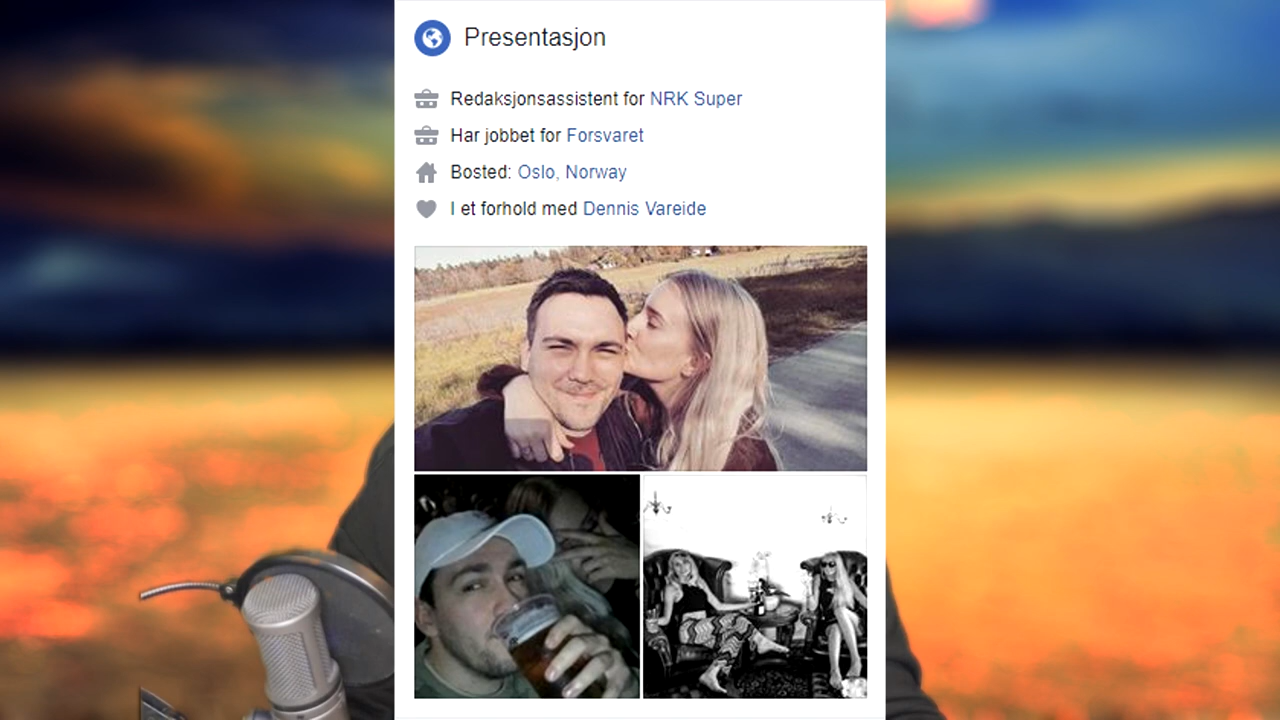 Presentasjon
Redaksjonsassistent for NRK Super
Har jobbet for Forsvaret
Bosted: Oslo, Norway
I et forhold med Dennis Vareide